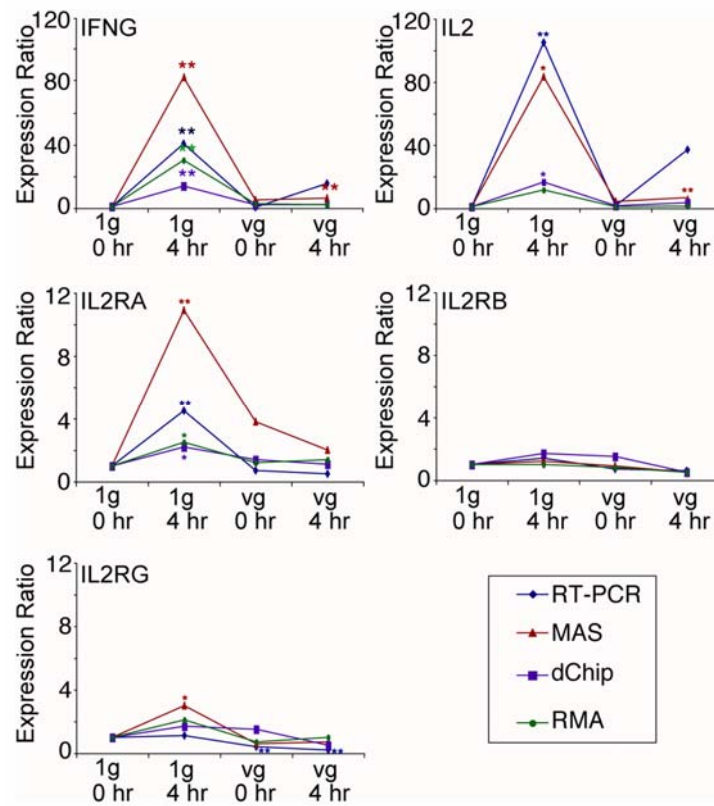 IFNG
Expression Ratio
120
80
40
0
1g 1g vg vg
0 hr 4 hr 0 hr 4 hr
IL2
Expression Ratio
120
80
40
0
1g 1g vg vg
0 hr 4 hr 0 hr 4 hr
IL2RA
Expression Ratio
12
8
4
0
1g 1g vg vg
0 hr 4 hr 0 hr 4 hr
IL2RB
Expression Ratio
12
8
4
0
1g 1g vg vg
0 hr 4 hr 0 hr 4 hr
IL2RG
Expression Ratio
12
8
4
0
1g 1g vg vg
0 hr 4 hr 0 hr 4 hr
RT-PCR
MAS
dChip
RMA